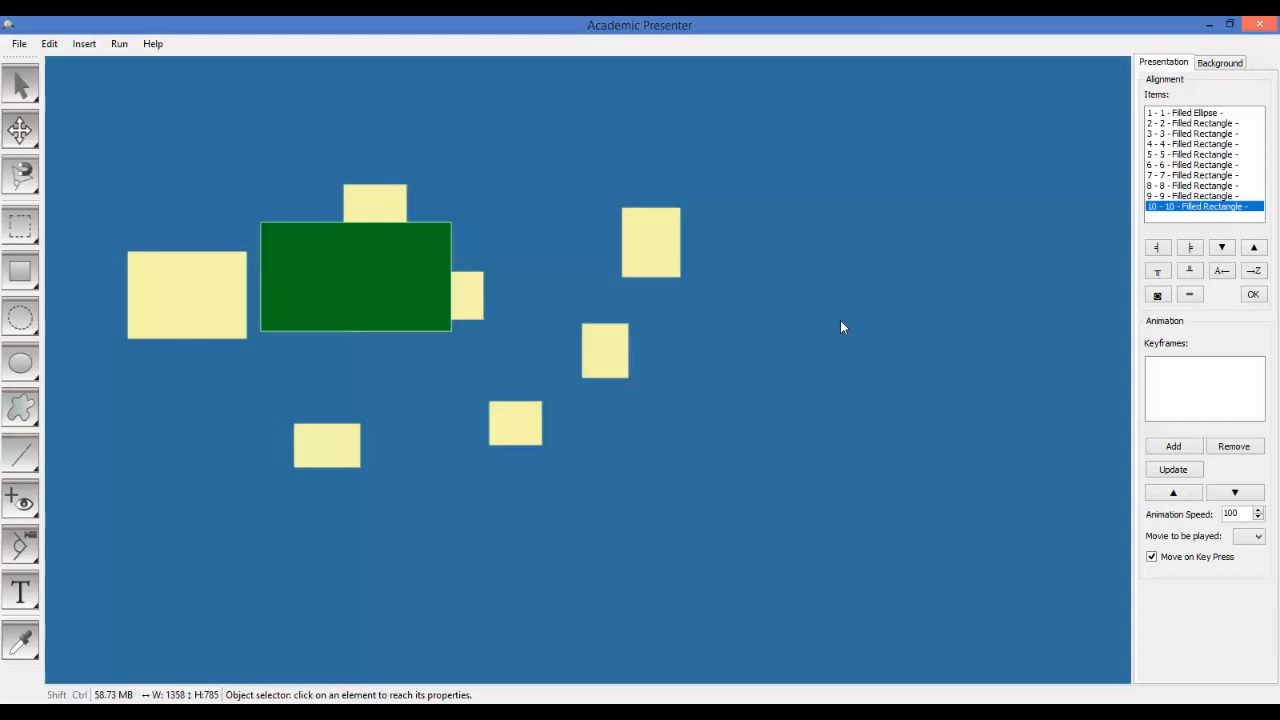 Academic Presenter
File Edit Insert Run Help
Presentation Background
Alignment
Items:
1 - 1 - Filled Ellipse -
2 - 2 - Filled Rectangle -
3 - 3 - Filled Rectangle -
4 - 4 - Filled Rectangle -
5 - 5 - Filled Rectangle -
6 - 6 - Filled Rectangle -
7 - 7 - Filled Rectangle -
8 - 8 - Filled Rectangle -
9 - 9 - Filled Rectangle -
10 - 10 - Filled Rectangle -
A← →Z
OK
Animation
Keyframes:
Add Remove
Update
Animation Speed: 100
Movie to be played:
Move on Key Press
T
Shift Ctrl 58.73 MB ↔ W: 1358 ↕ H:785 Object selector: click on an element to reach its properties.